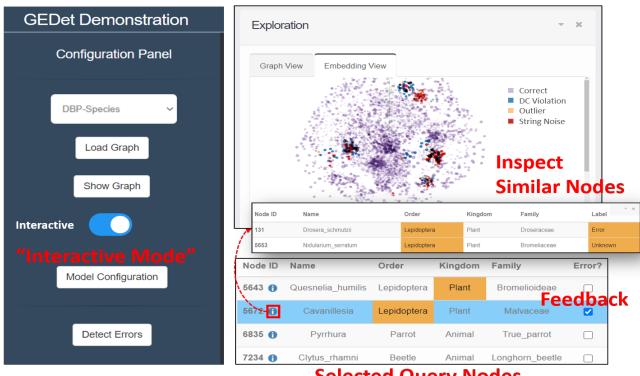 GEDet Demonstration
Configuration Panel
DBP-Species
Load Graph
Show Graph
Interactive
"Interactive Mode"
Model Configuration
Detect Errors
Exploration
Graph View Embedding View
Correct
DC Violation
Outlier
String Noise
Inspect
Similar Nodes
Node ID Name Order Kingdom Family Label
131 Drosera_schmutzii Lepidoptera Plant Droseraceae Error
5653 Nidularium_serratum Lepidoptera Plant Bromeliaceae Unknown
Node ID Name Order Kingdom Family Error?
5643 Quesnelia_humilis Lepidoptera Plant Bromelioideae
Feedback
5672 Cavanillesia Lepidoptera Plant Malvaceae
6835 Pyrrhura Parrot Animal True_parrot
7234 Clytus_rhamni Beetle Animal Longhorn_beetle
Selected Query Nodes